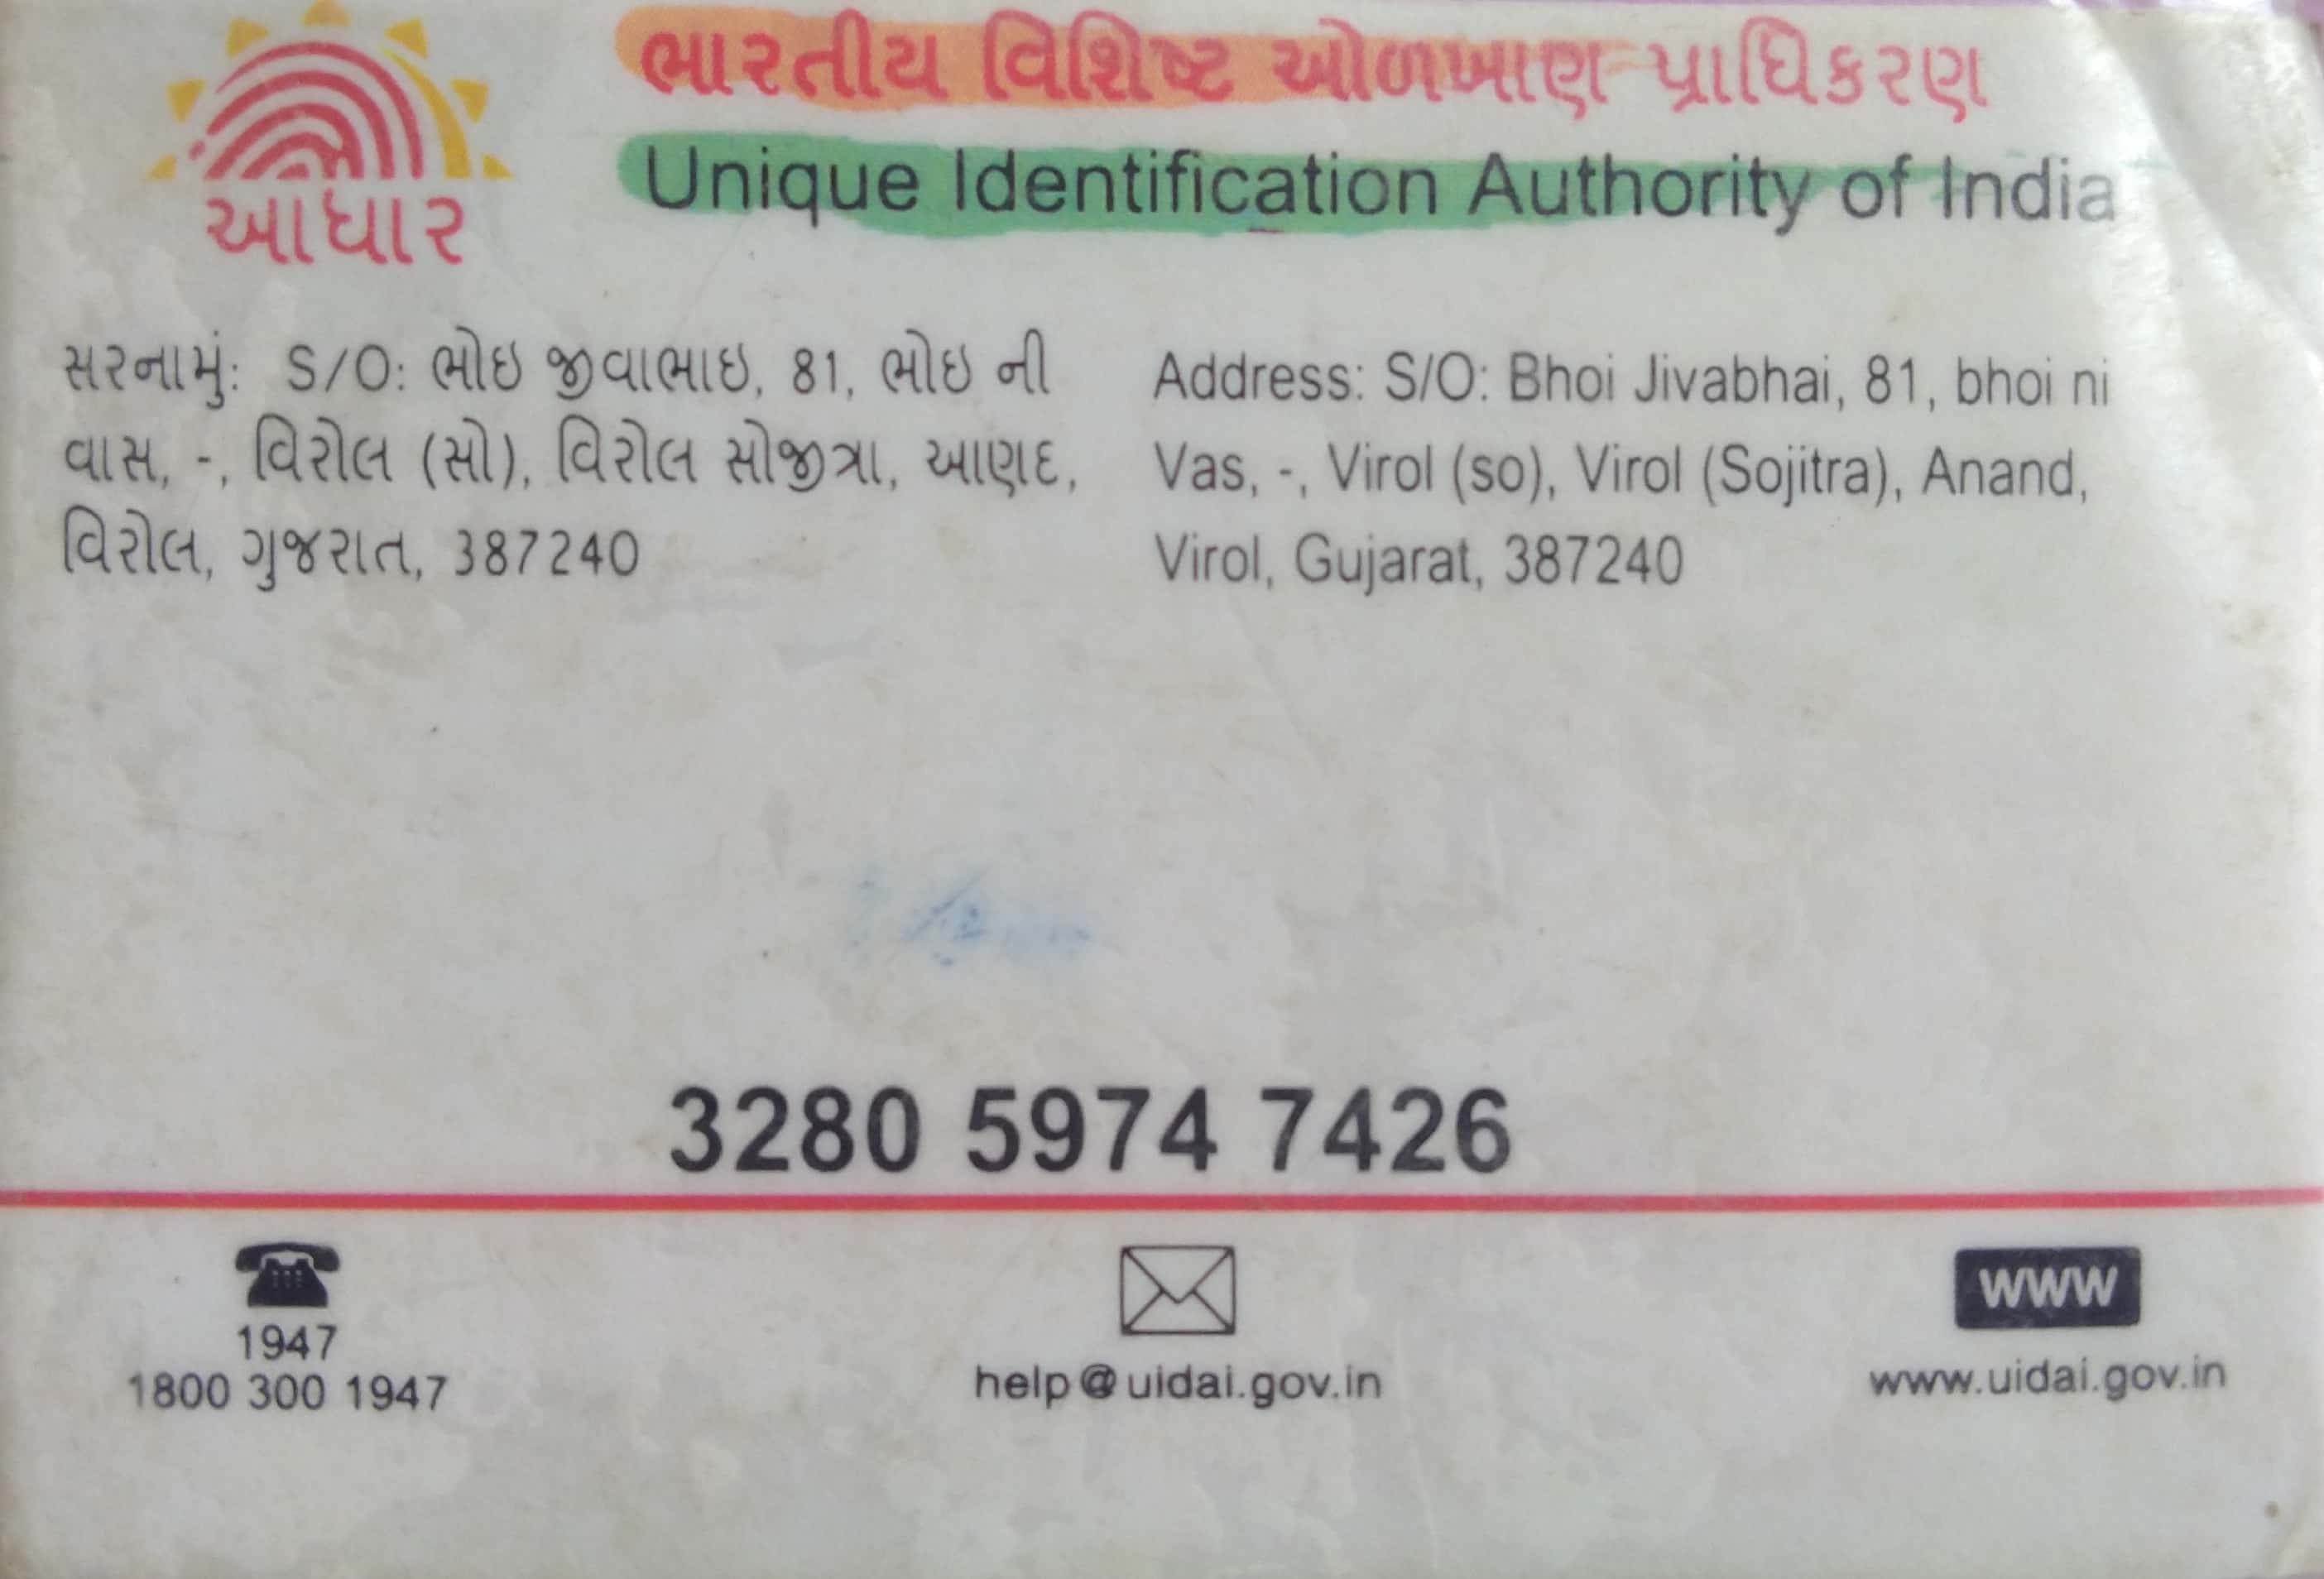 ભારતીય વિશિષ્ટ ઓળખાણ પ્રાધિકરણ
Unique Identification Authority of India
આધાર
સરનામું: S/O: ભોઇ જીવાભાઇ, 81, ભોઇ ની
વાસ, -, વિરોલ (સો), વિરોલ સોજીત્રા, આણદ,
વિરોલ, ગુજરાત, 387240
Address: S/O: Bhoi Jivabhai, 81, bhoi ni
Vas, -, Virol (so), Virol (Sojitra), Anand,
Virol, Gujarat, 387240
3280 5974 7426
1947
1800 300 1947
help@uidai.gov.in
WWW
www.uidai.gov.in